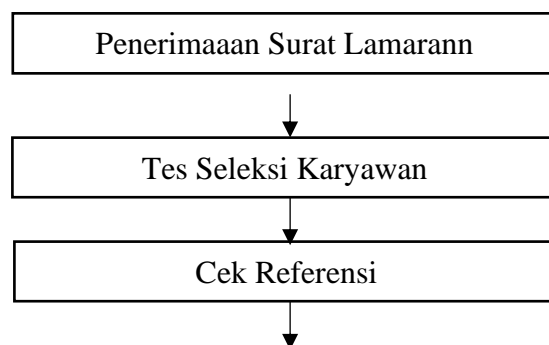 Penerimaaan Surat Lamarann
Tes Seleksi Karyawan
Cek Referensi